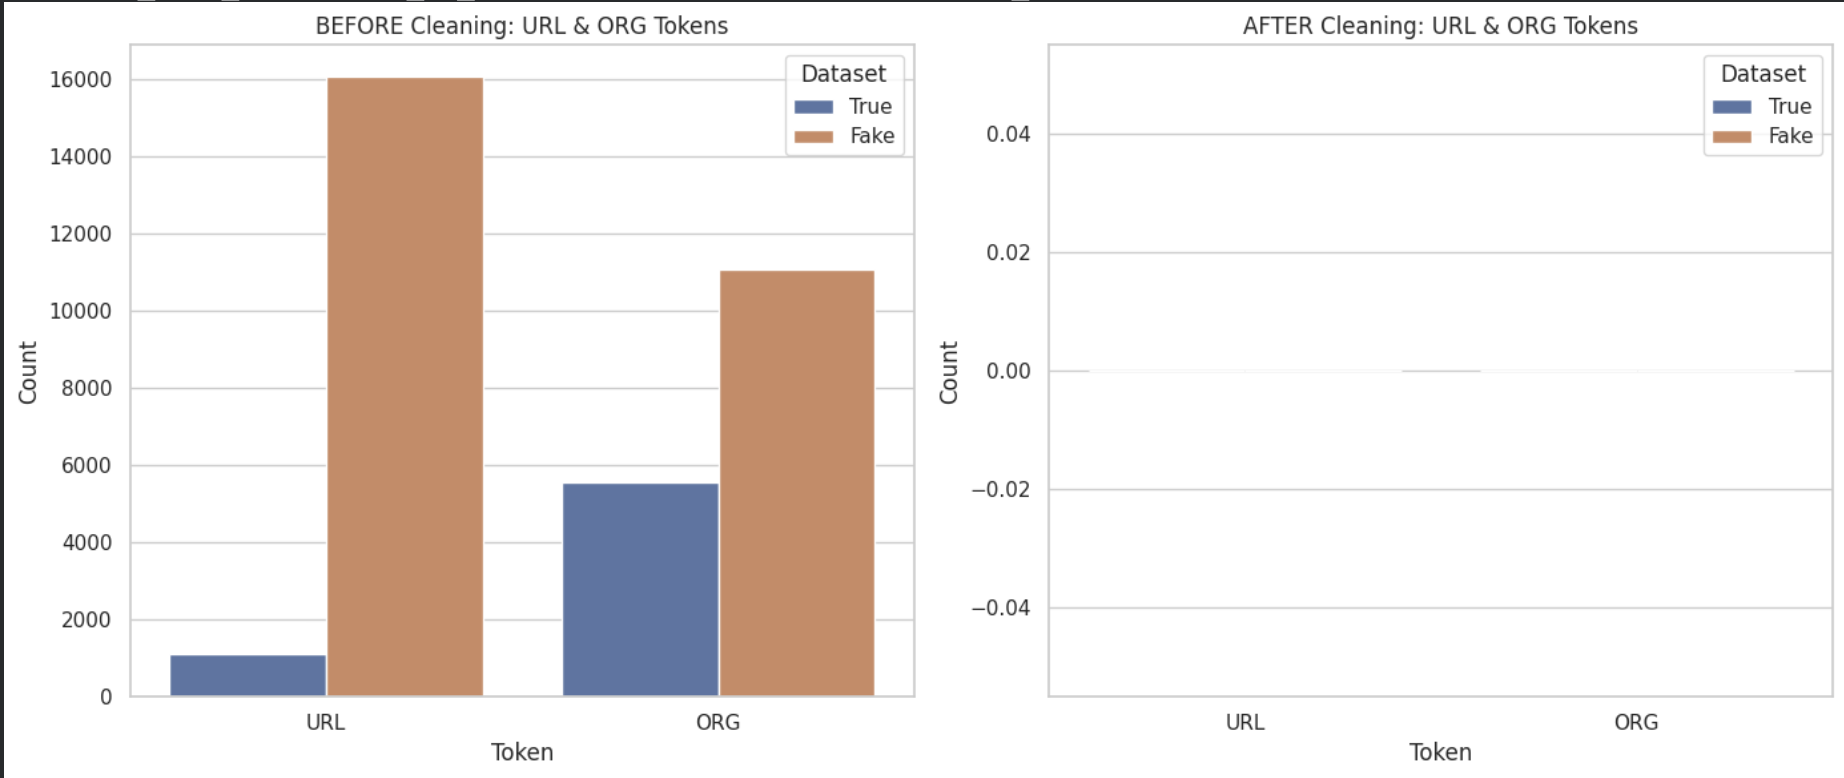 BEFORE Cleaning: URL & ORG Tokens
16000
14000
12000
10000
8000
6000
4000
2000
0
Count
Dataset
True
Fake
URL
ORG
Token
AFTER Cleaning: URL & ORG Tokens
0.04
0.02
0.00
−0.02
−0.04
Count
Dataset
True
Fake
URL
ORG
Token